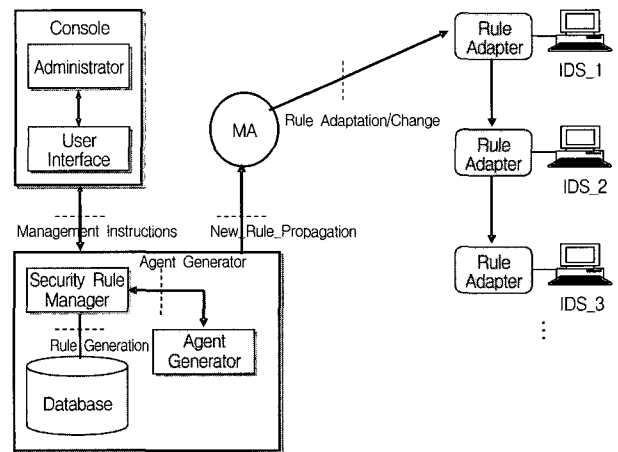 Console
Administrator
User
Interface
Management Instructions
MA
New_Rule_Propagation
Rule Adaptation/Change
Rule
Adapter
IDS_1
Rule
Adapter
IDS_2
Rule
Adapter
IDS_3
Agent Generator
Security Rule
Manager
Rule Generation
Agent
Generator
Database